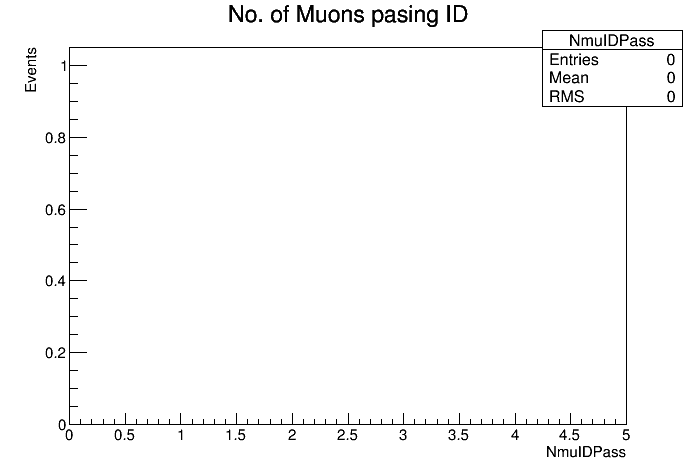 No. of Muons pasing ID
NmuIDPass
Entries 0
Mean 0
RMS 0
Events
1
0.8
0.6
0.4
0.2
0
0 0.5 1 1.5 2 2.5 3 3.5 4 4.5 5
NmuIDPass